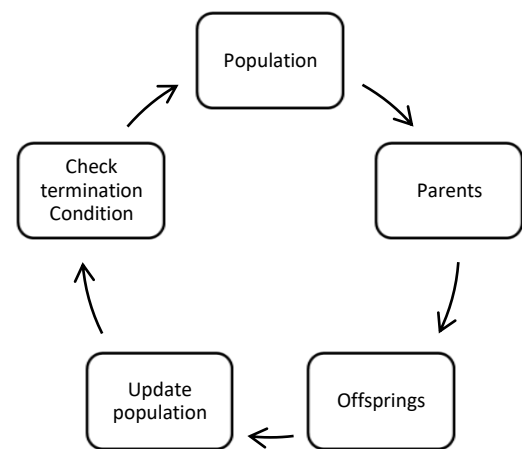 Population
Parents
Offsprings
Update
population
Check
termination
Condition